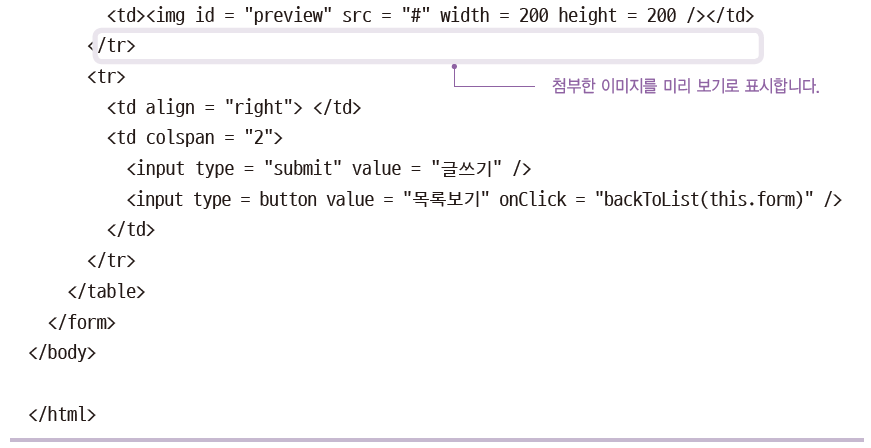 <td><img id = "preview" src = "#" width = 200 height = 200 /></td>
</tr>
<tr>
첨부한 이미지를 미리 보기로 표시합니다.
<td align = "right"> </td>
<td colspan = "2">
<input type = "submit" value = "글쓰기" />
<input type = button value = "목록보기" onClick = "backToList(this.form)" />
</td>
</tr>
</table>
</form>
</body>
</html>